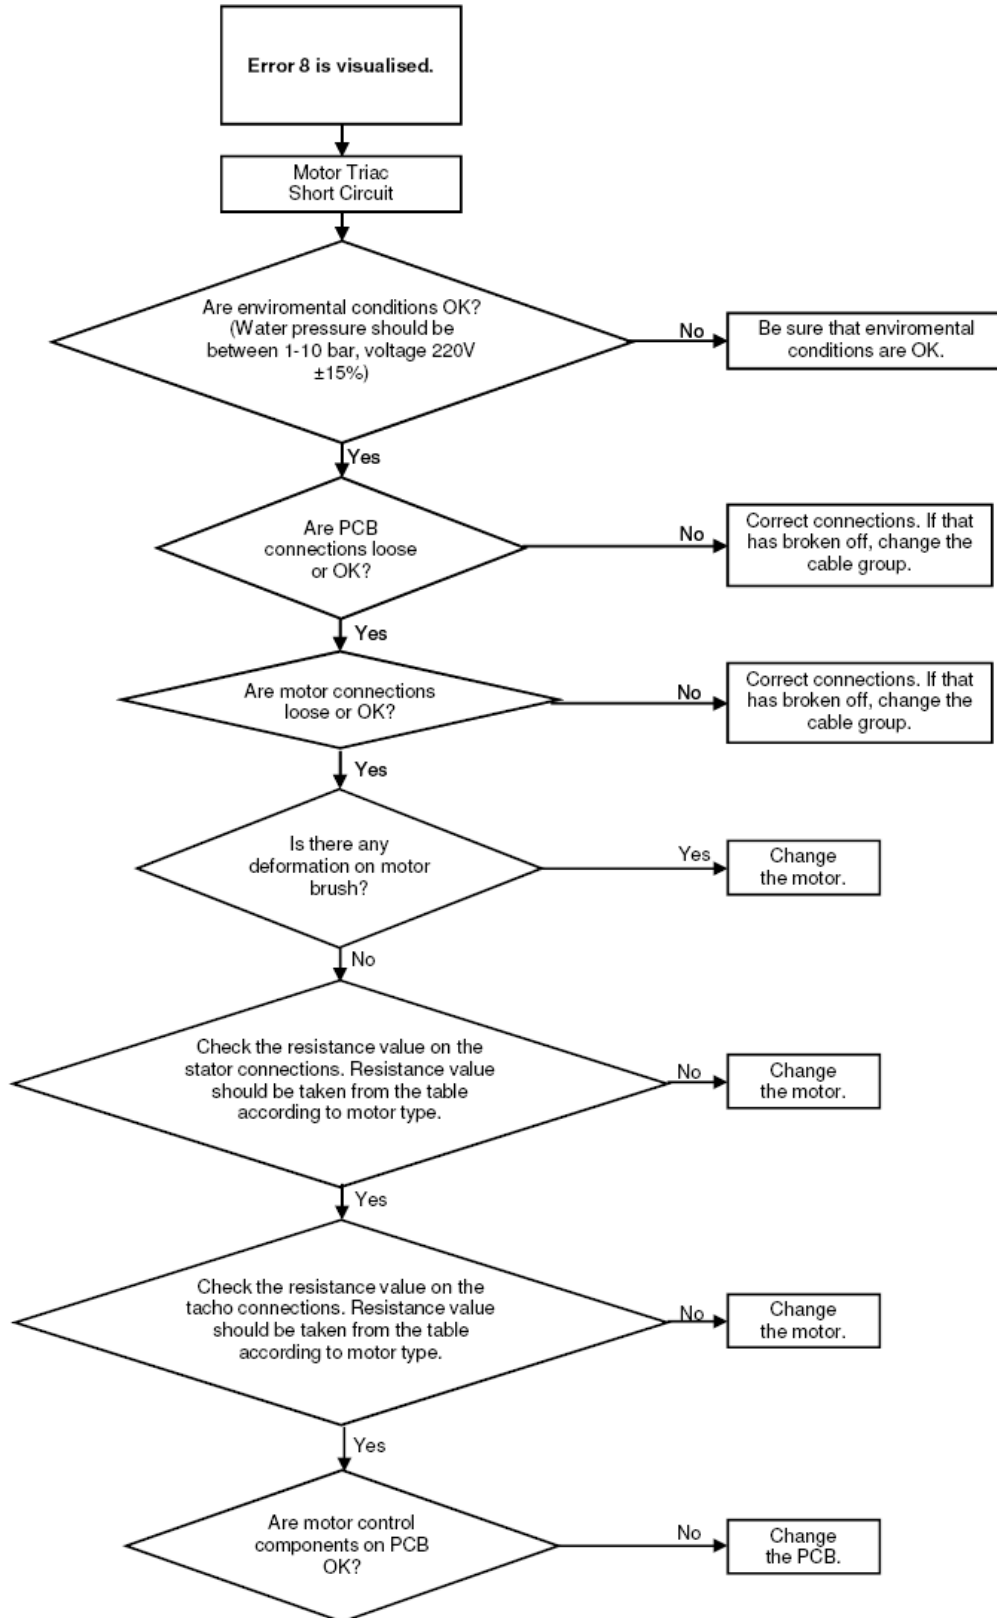 Error 8 is visualised.
Motor Triac
Short Circuit
Are enviromental conditions OK?
(Water pressure should be
between 1-10 bar, voltage 220V
±15%)
No
Be sure that enviromental
conditions are OK.
Yes
Are PCB
connections loose
or OK?
No
Correct connections. If that
has broken off, change the
cable group.
Yes
Are motor connections
loose or OK?
No
Correct connections. If that
has broken off, change the
cable group.
Yes
Is there any
deformation on motor
brush?
Yes
Change
the motor.
No
Check the resistance value on the
stator connections. Resistance value
should be taken from the table
according to motor type.
No
Change
the motor.
Yes
Check the resistance value on the
tacho connections. Resistance value
should be taken from the table
according to motor type.
No
Change
the motor.
Yes
Are motor control
components on PCB
OK?
No
Change
the PCB.